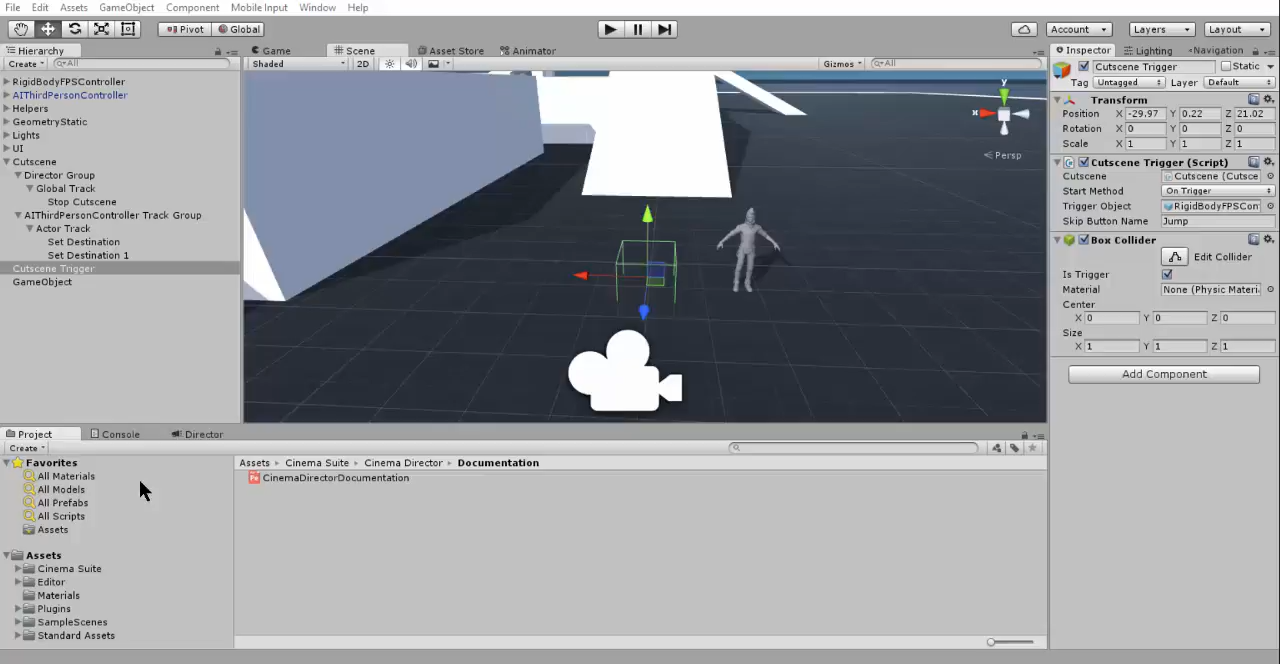 File Edit Assets GameObject Component Mobile Input Window Help
Pivot Global Account Layers Layout
Hierarchy Game Scene Asset Store Animator Inspector Lighting Navigation
Create All Shaded 2D Gizmos All Cutscene Trigger Static
Tag Untagged Layer Default
RigidBodyFPSController
AIThirdPersonController
Helpers
GeometryStatic
Lights
UI
Cutscene
Director Group
Global Track
Stop Cutscene
AIThirdPersonController Track Group
Actor Track
Set Destination
Set Destination 1
Cutscene Trigger
GameObject
y
x
Persp
Transform
Position X -29.97 Y 0.22 Z 21.02
Rotation X 0 Y 0 Z 0
Scale X 1 Y 1 Z 1
Cutscene Trigger (Script)
Cutscene Cutscene (Cutsce
Start Method On Trigger
Trigger Object RigidBodyFPSCon
Skip Button Name Jump
Box Collider
Edit Collider
Is Trigger
Material None (Physic Materi
Center
X 0 Y 0 Z 0
Size
X 1 Y 1 Z 1
Add Component
Project Console Director
Create
Favorites
All Materials
All Models
All Prefabs
All Scripts
Assets
Assets
Cinema Suite
Editor
Materials
Plugins
SampleScenes
Standard Assets
Assets Cinema Suite Cinema Director Documentation
CinemaDirectorDocumentation